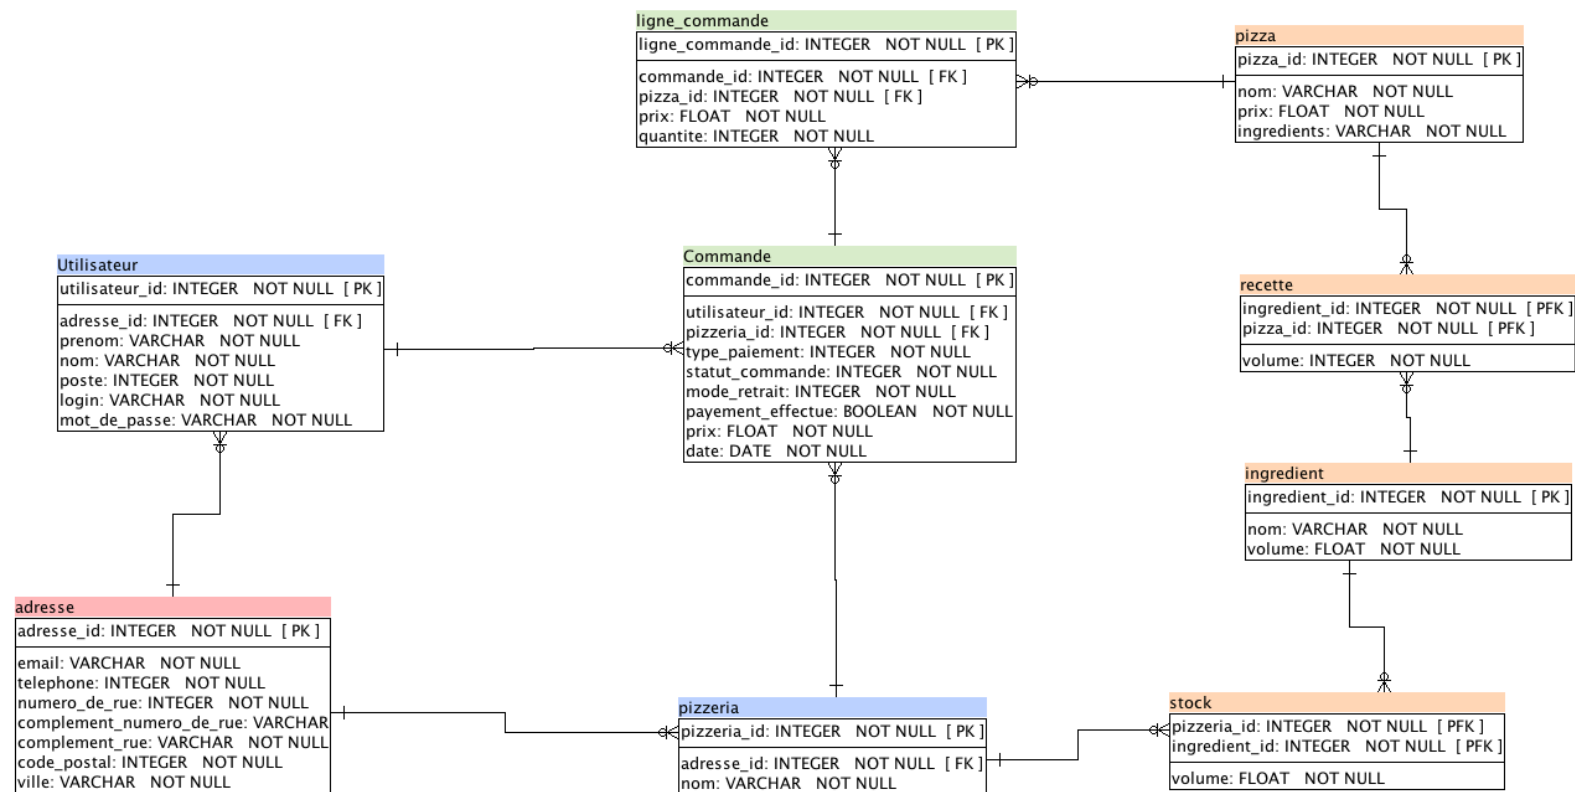 ligne_commande
ligne_commande_id: INTEGER NOT NULL [ PK ]
commande_id: INTEGER NOT NULL [ FK ]
pizza_id: INTEGER NOT NULL [ FK ]
prix: FLOAT NOT NULL
quantite: INTEGER NOT NULL
pizza
pizza_id: INTEGER NOT NULL [ PK ]
nom: VARCHAR NOT NULL
prix: FLOAT NOT NULL
ingredients: VARCHAR NOT NULL
Utilisateur
utilisateur_id: INTEGER NOT NULL [ PK ]
adresse_id: INTEGER NOT NULL [ FK ]
prenom: VARCHAR NOT NULL
nom: VARCHAR NOT NULL
poste: INTEGER NOT NULL
login: VARCHAR NOT NULL
mot_de_passe: VARCHAR NOT NULL
Commande
commande_id: INTEGER NOT NULL [ PK ]
utilisateur_id: INTEGER NOT NULL [ FK ]
pizzeria_id: INTEGER NOT NULL [ FK ]
type_paiement: INTEGER NOT NULL
statut_commande: INTEGER NOT NULL
mode_retrait: INTEGER NOT NULL
payement_effectue: BOOLEAN NOT NULL
prix: FLOAT NOT NULL
date: DATE NOT NULL
recette
ingredient_id: INTEGER NOT NULL [ PFK ]
pizza_id: INTEGER NOT NULL [ PFK ]
volume: INTEGER NOT NULL
ingredient
ingredient_id: INTEGER NOT NULL [ PK ]
nom: VARCHAR NOT NULL
volume: FLOAT NOT NULL
adresse
adresse_id: INTEGER NOT NULL [ PK ]
email: VARCHAR NOT NULL
telephone: INTEGER NOT NULL
numero_de_rue: INTEGER NOT NULL
complement_numero_de_rue: VARCHAR
complement_rue: VARCHAR NOT NULL
code_postal: INTEGER NOT NULL
ville: VARCHAR NOT NULL
pizzeria
pizzeria_id: INTEGER NOT NULL [ PK ]
adresse_id: INTEGER NOT NULL [ FK ]
nom: VARCHAR NOT NULL
stock
pizzeria_id: INTEGER NOT NULL [ PFK ]
ingredient_id: INTEGER NOT NULL [ PFK ]
volume: FLOAT NOT NULL